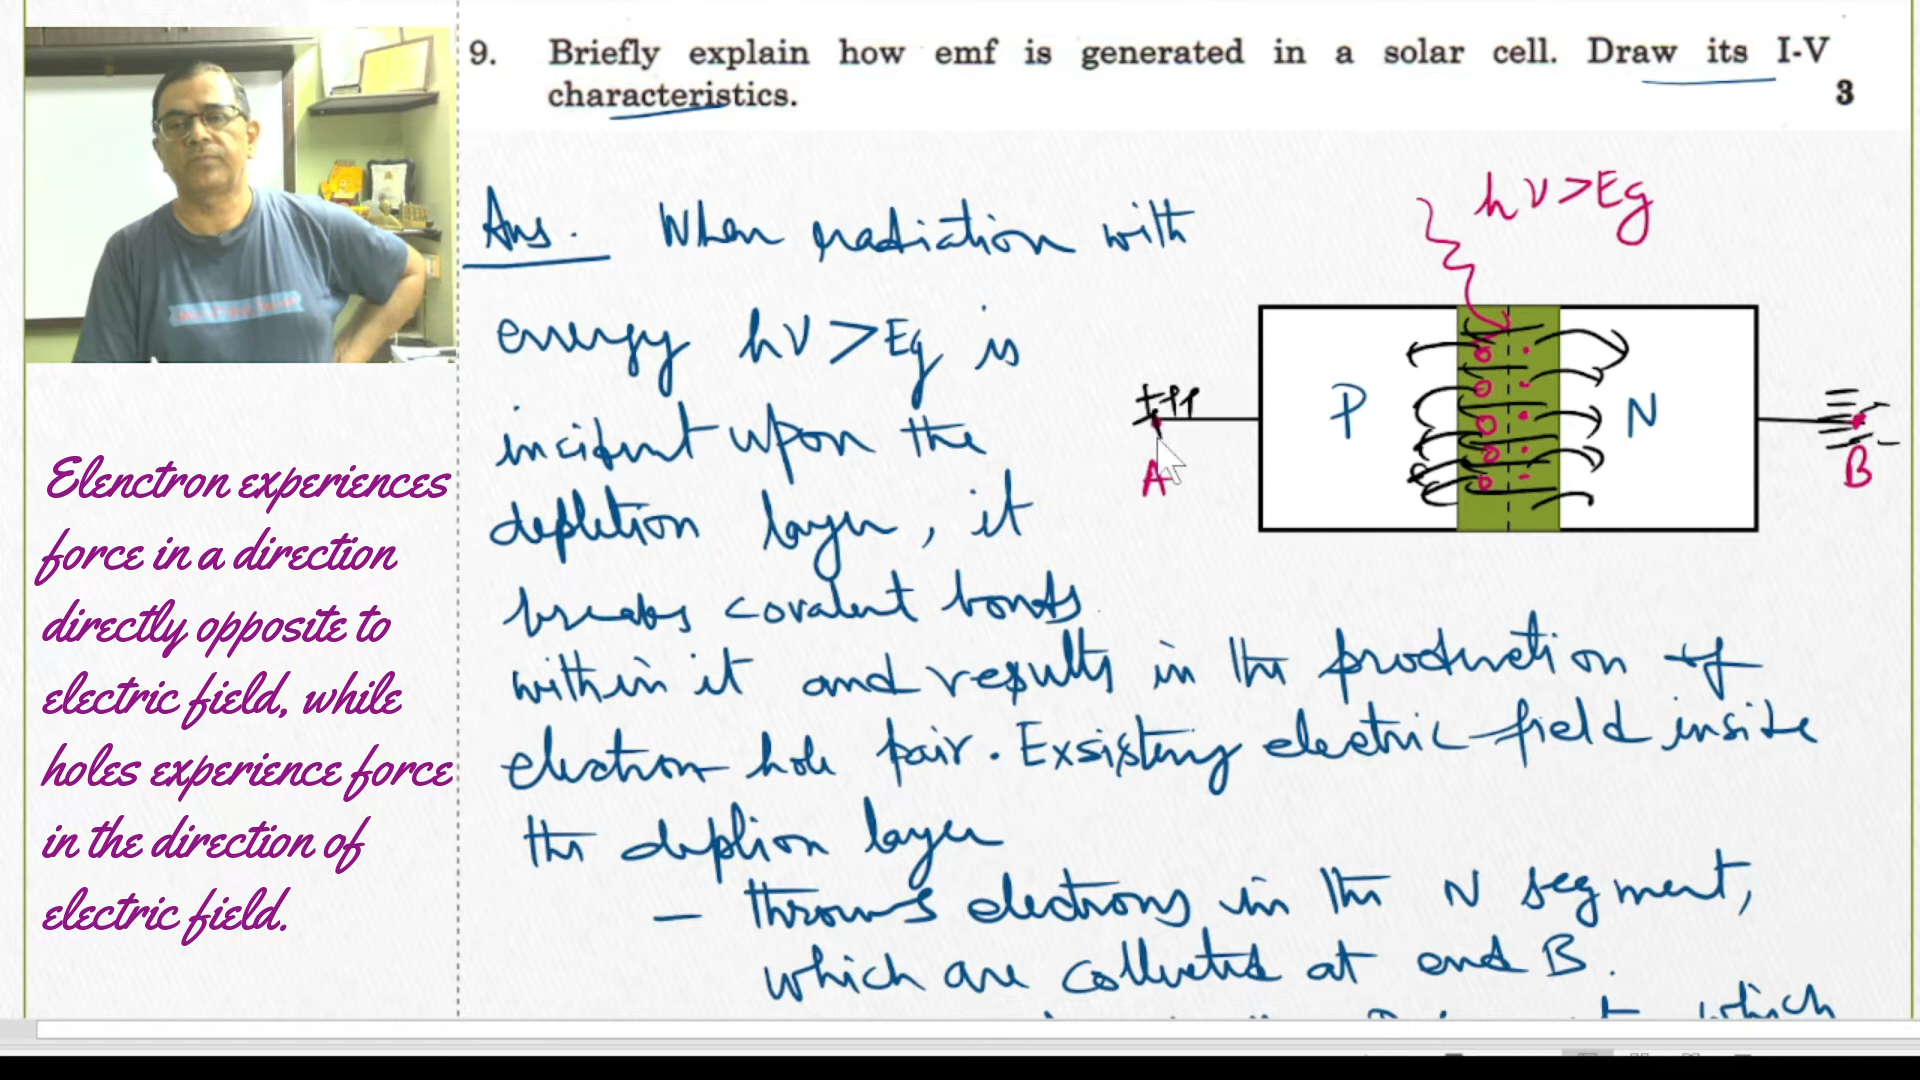 9. Briefly explain how emf is generated in a solar cell. Draw its I-V
characteristics. 3
hν>Eg
Ans. When radiation with
energy hν>Eg is
incident upon the
depletion layer, it
breaks covalent bonds
within it and results in the production of
electron hole pair. Exsisting electric field inside
the depltion layer
- throws electrons in the N segment,
which are collected at end B.
which
P
N
A
B
Elenctron experiences
force in a direction
directly opposite to
electric field, while
holes experience force
in the direction of
electric field.